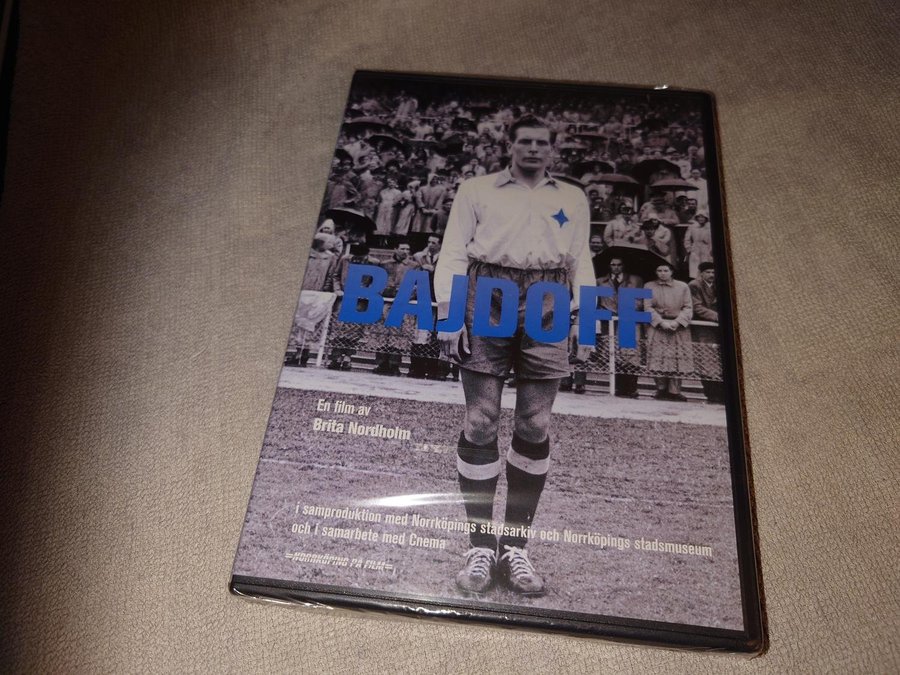 BAJDOFF
En film av
Brita Nordholm
i samproduktion med Norrköpings stadsarkiv och Norrköpings stadsmuseum
och i samarbete med Cnema
NORRKÖPING PÅ FILM